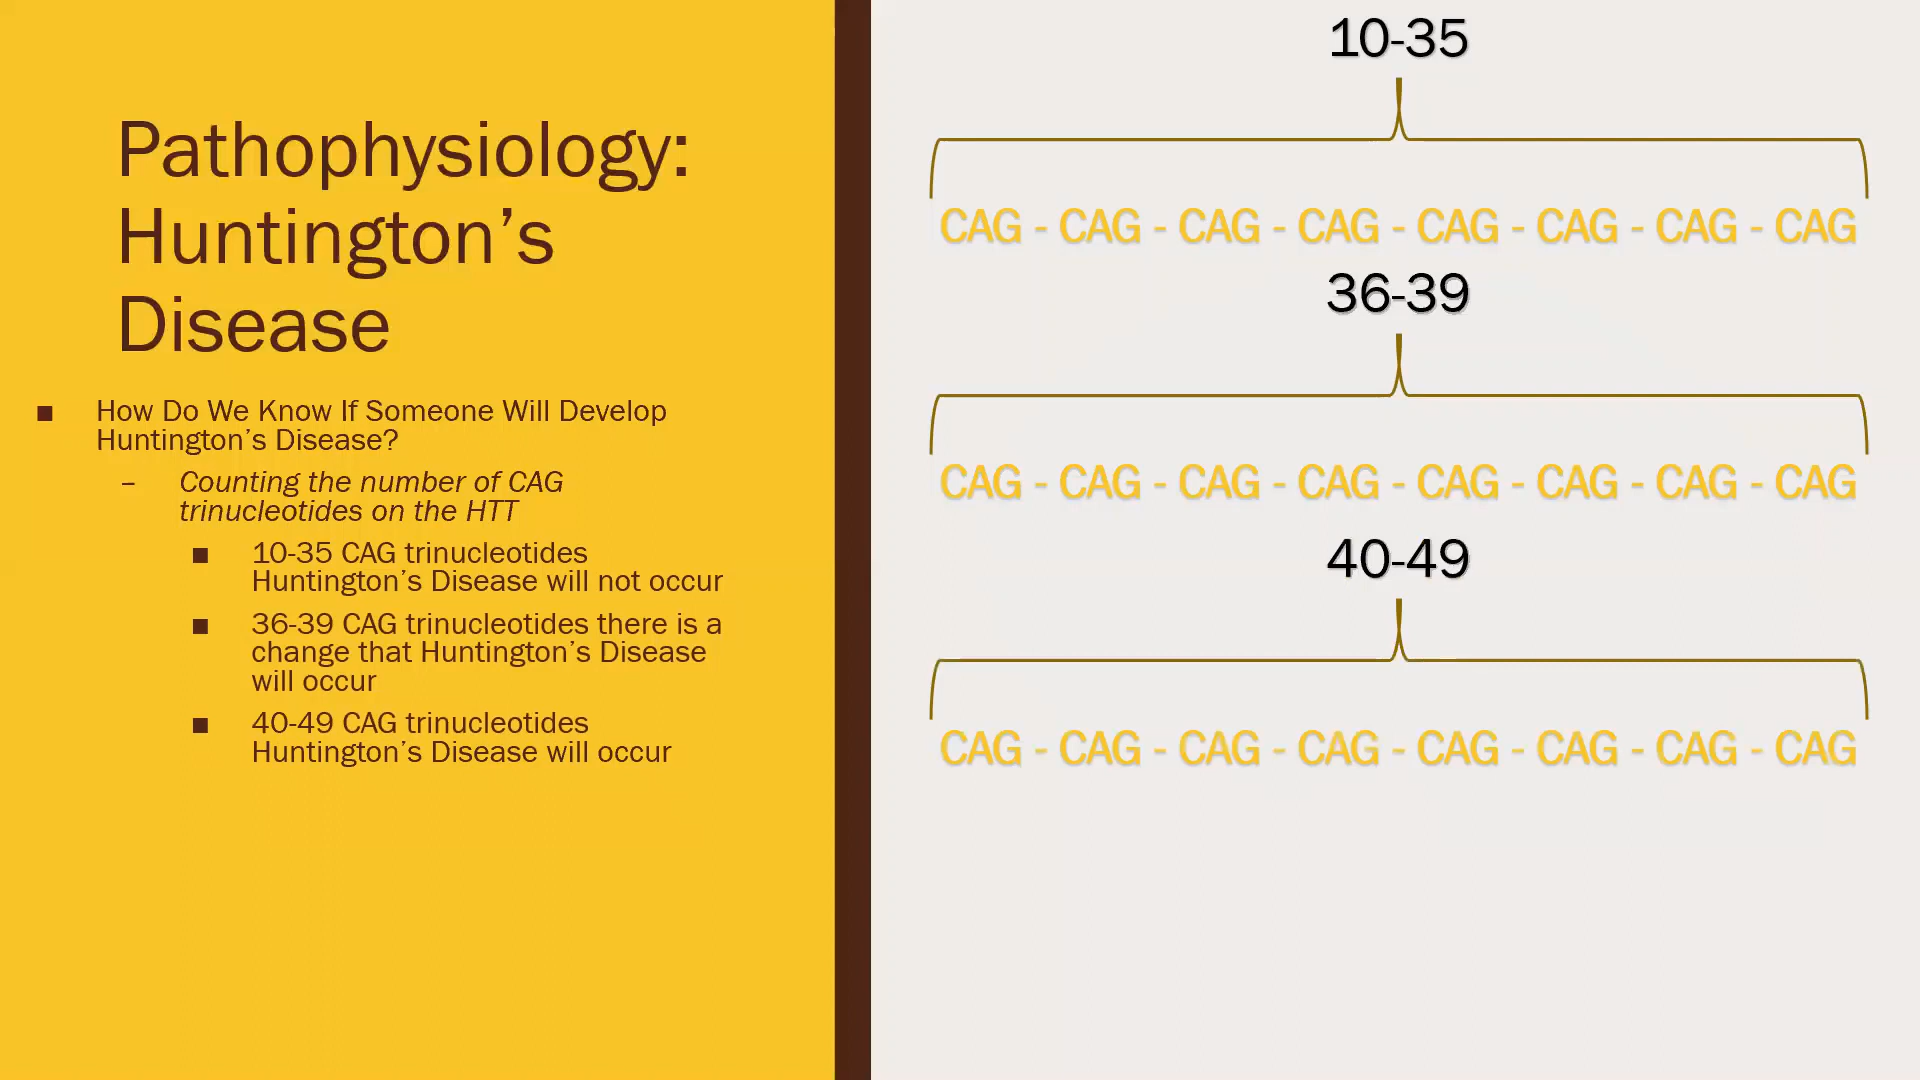 Pathophysiology:
Huntington’s
Disease
■ How Do We Know If Someone Will Develop
Huntington’s Disease?
– Counting the number of CAG
trinucleotides on the HTT
■ 10-35 CAG trinucleotides
Huntington’s Disease will not occur
■ 36-39 CAG trinucleotides there is a
change that Huntington’s Disease
will occur
■ 40-49 CAG trinucleotides
Huntington’s Disease will occur
10-35
CAG - CAG - CAG - CAG - CAG - CAG - CAG - CAG
36-39
CAG - CAG - CAG - CAG - CAG - CAG - CAG - CAG
40-49
CAG - CAG - CAG - CAG - CAG - CAG - CAG - CAG